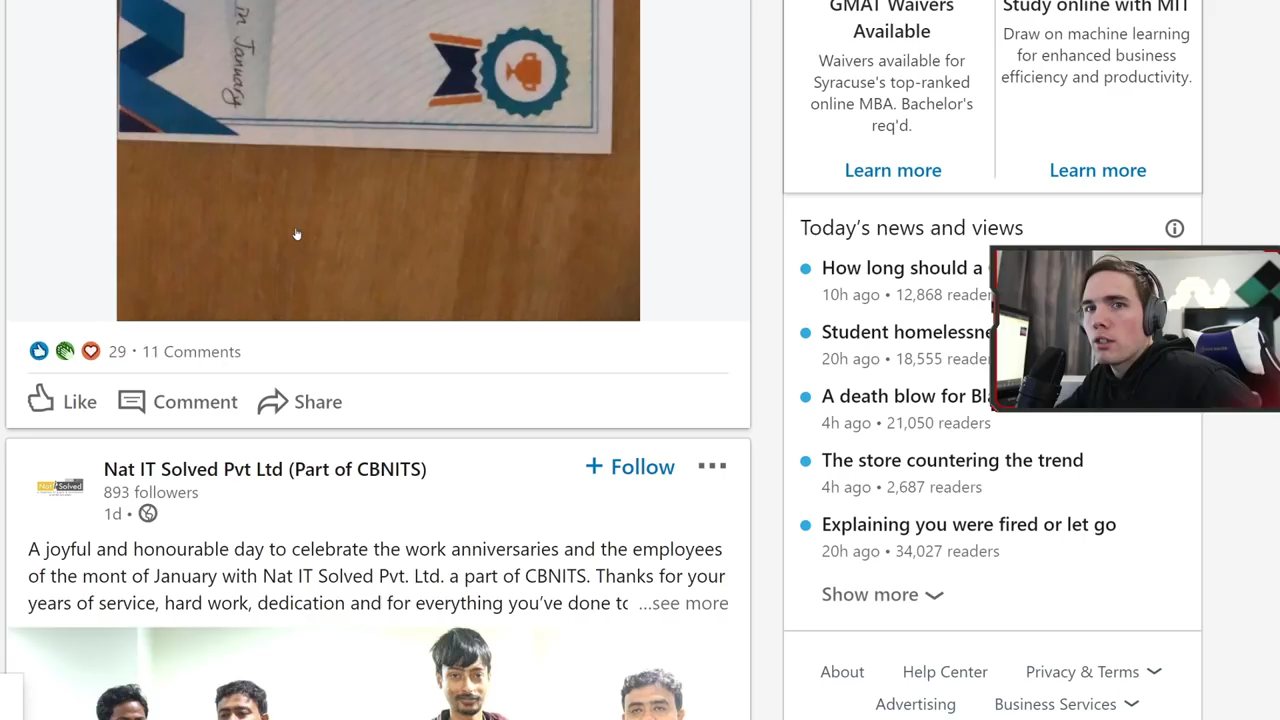 in January
29 · 11 Comments
Like
Comment
Share
Nat IT Solved Pvt Ltd (Part of CBNITS)
893 followers
1d •
+ Follow
A joyful and honourable day to celebrate the work anniversaries and the employees
of the mont of January with Nat IT Solved Pvt. Ltd. a part of CBNITS. Thanks for your
years of service, hard work, dedication and for everything you've done to ...see more
GMAT Waivers
Available
Waivers available for
Syracuse's top-ranked
online MBA. Bachelor's
req'd.
Learn more
Study online with MIT
Draw on machine learning
for enhanced business
efficiency and productivity.
Learn more
Today's news and views
How long should a
10h ago • 12,868 reader
Student homelessne
20h ago • 18,555 reade
A death blow for Bl
4h ago • 21,050 readers
The store countering the trend
4h ago • 2,687 readers
Explaining you were fired or let go
20h ago • 34,027 readers
Show more
About
Help Center
Privacy & Terms
Advertising
Business Services